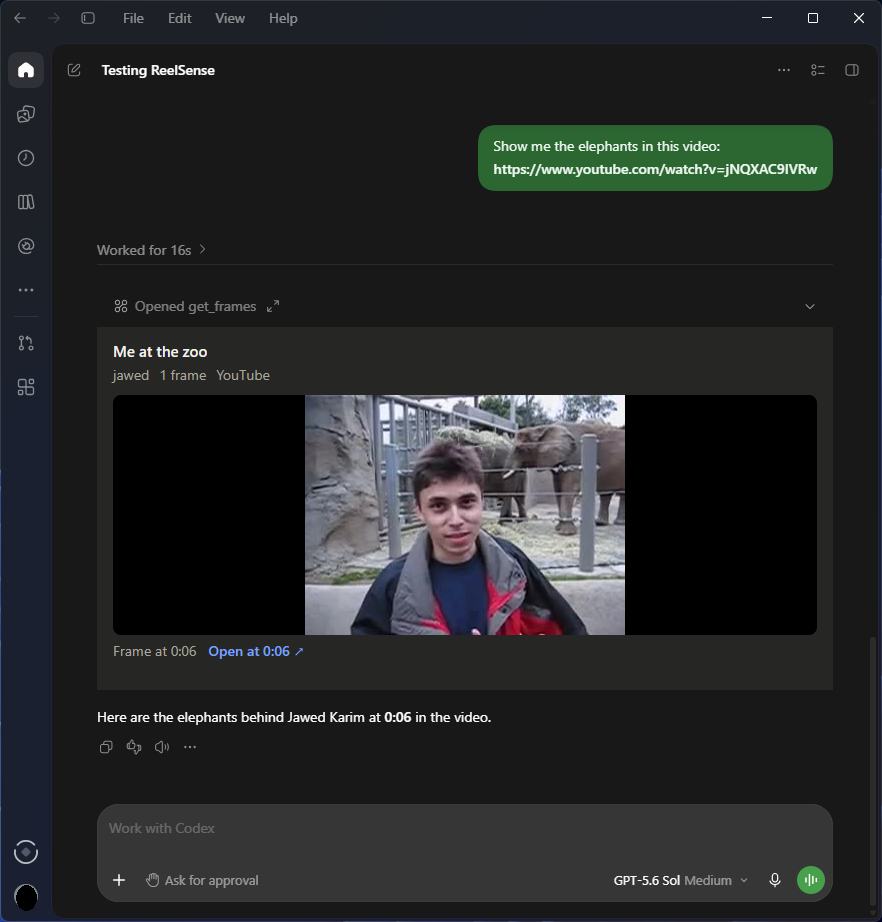 File Edit View Help
Testing ReelSense
Show me the elephants in this video:
https://www.youtube.com/watch?v=jNQXAC9IVRw
Worked for 16s
Opened get_frames
Me at the zoo
jawed 1 frame YouTube
Frame at 0:06 Open at 0:06 ↗
Here are the elephants behind Jawed Karim at 0:06 in the video.
Work with Codex
Ask for approval GPT-5.6 Sol Medium